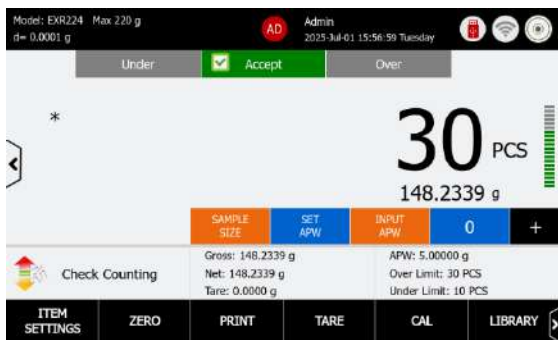 Model: EXR224 Max 220 g
d= 0.0001 g
AD
Admin
2025-Jul-01 15:56:59 Tuesday
Under
Accept
Over
*
30 PCS
148.2339 g
SAMPLE SIZE
SET APW
INPUT APW
0
+
Check Counting
Gross: 148.2339 g
Net: 148.2339 g
Tare: 0.0000 g
APW: 5.00000 g
Over Limit: 30 PCS
Under Limit: 10 PCS
ITEM SETTINGS
ZERO
PRINT
TARE
CAL
LIBRARY